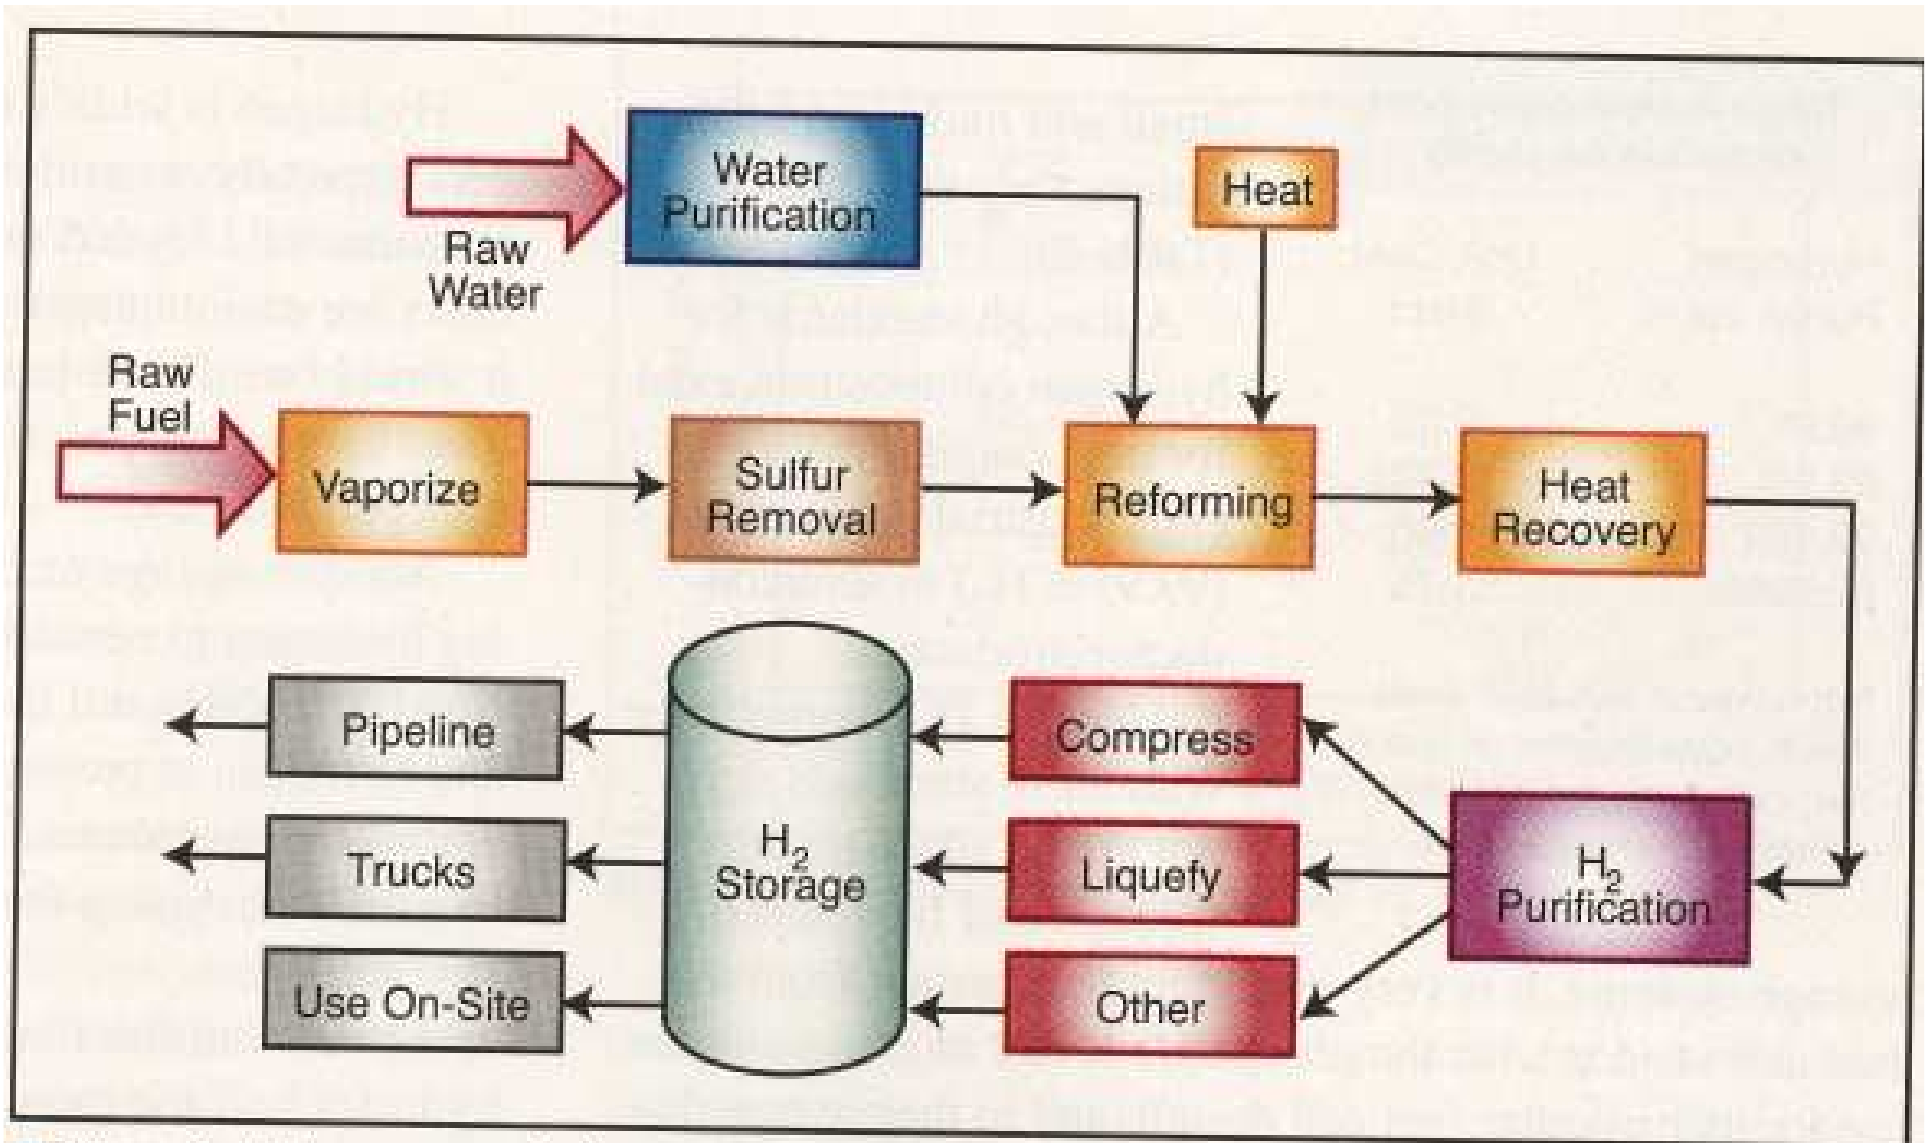 Water
Purification
Heat
Raw
Water
Raw
Fuel
Vaporize
Sulfur
Removal
Reforming
Heat
Recovery
Pipeline
Compress
Trucks
H₂
Storage
Liquefy
H₂
Purification
Use On-Site
Other